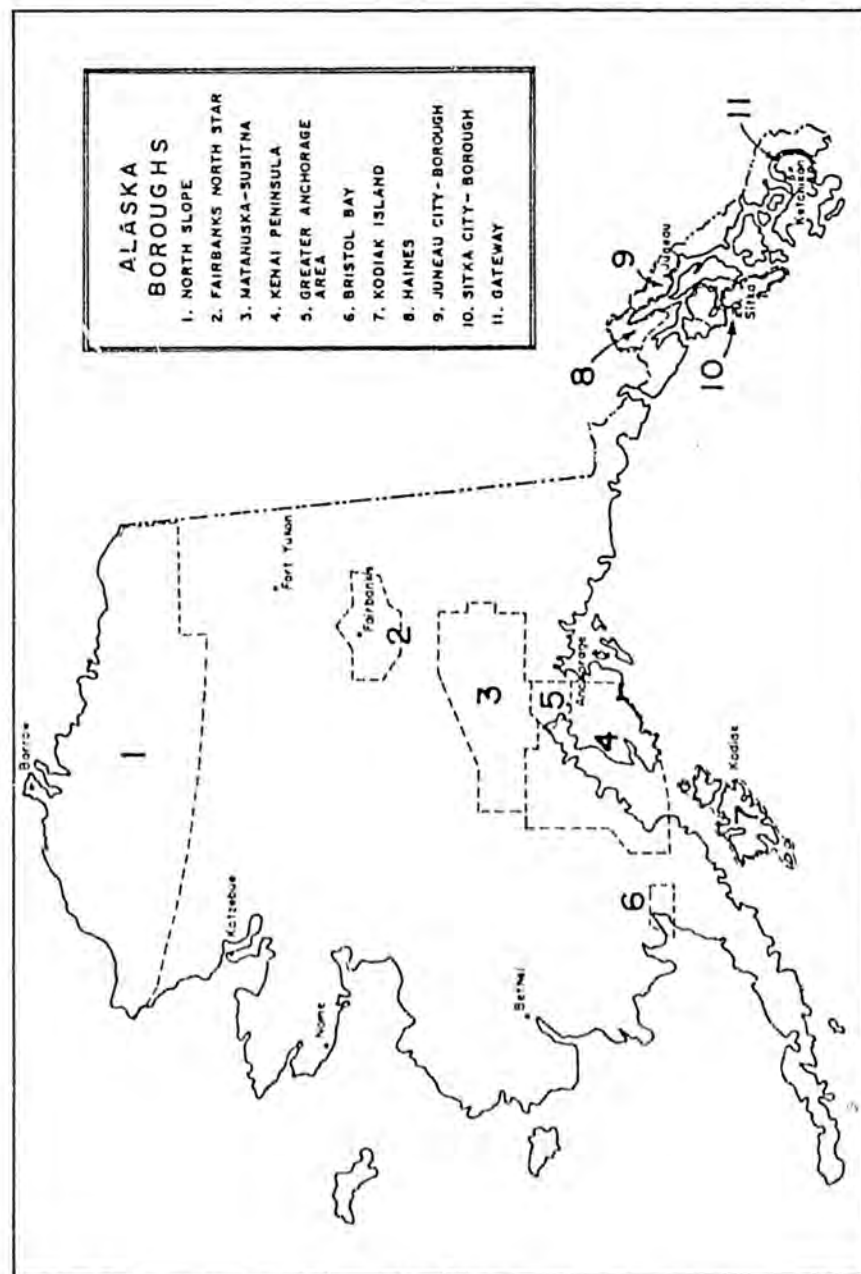 ALASKA
BOROUGHS
1. NORTH SLOPE
2. FAIRBANKS NORTH STAR
3. MATANUSKA-SUSITNA
4. KENAI PENINSULA
5. GREATER ANCHORAGE
AREA
6. BRISTOL BAY
7. KODIAK ISLAND
8. HAINES
9. JUNEAU CITY-BOROUGH
10. SITKA CITY-BOROUGH
11. GATEWAY
Barrow
1
Kotzebue
Fort Yukon
Nome
Fairbanks
2
3
Bethel
5
Anchorage
4
6
Kodiak
8
9
Juneau
10
Sitka
11
Ketchikan